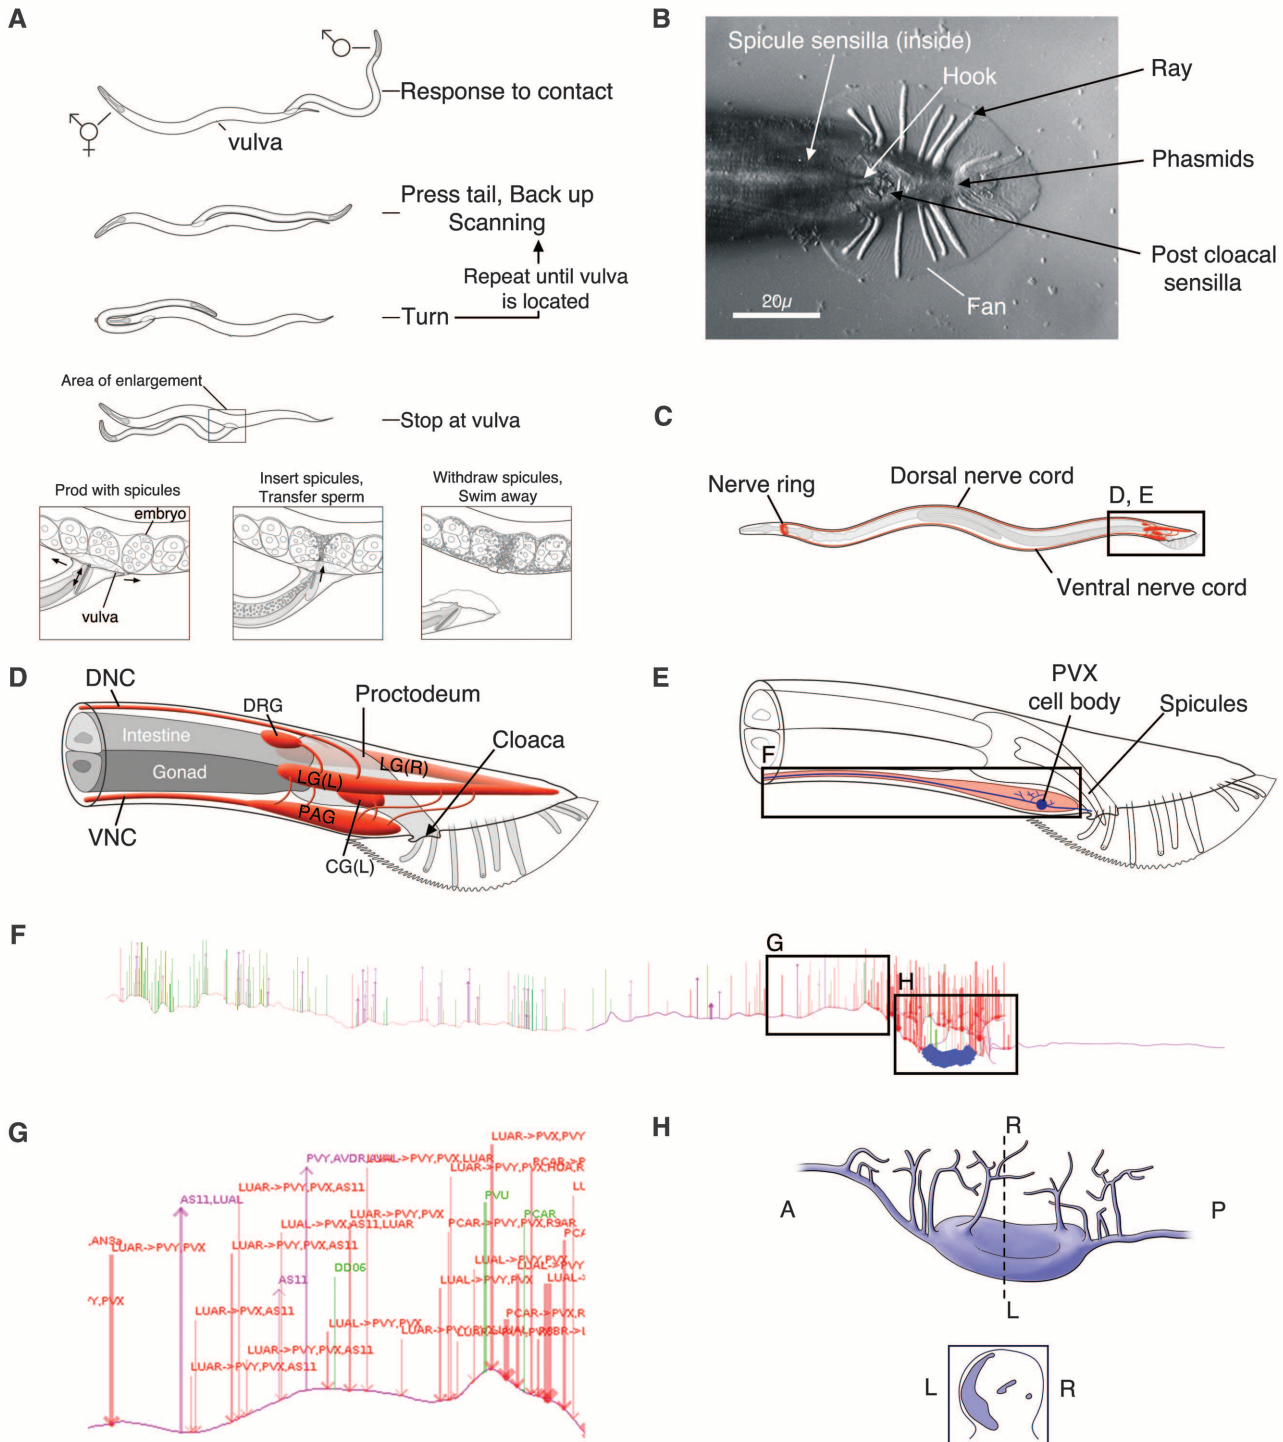 A
Response to contact
vulva
Press tail, Back up
Scanning
Repeat until vulva
is located
Turn
Area of enlargement
Stop at vulva
Prod with spicules
embryo
vulva
Insert spicules,
Transfer sperm
Withdraw spicules,
Swim away
B
Spicule sensilla (inside)
Hook
Ray
Phasmids
Post cloacal
sensilla
Fan
20µ
C
Nerve ring
Dorsal nerve cord
D, E
Ventral nerve cord
D
DNC
DRG
Proctodeum
Cloaca
Intestine
Gonad
LG(R)
LG(L)
PAG
VNC
CG(L)
E
PVX
cell body
Spicules
F
F
G
H
G
LUAR->PVX,PVY
AS11,LUAL
LUAR->PVY,PVX,AS11
LUAR->PVY,PVX
LUAL->PVX,AS11,LUAR
PVU
PCAR
PCAR->PVY,PVX,R9AR
LUAR->PVY,PVX
LUAR->PVY,PVX,AS11
DD06
AS11
LUAL->PVY,PVX
LUAL->PVY,PVX
LUAR->PVX,AS11
LUAL->PVY,PVX
LUAR->PVY,PVX,AS11
LUAR->PVY,PVX,AS11
H
R
A
P
L
L
R